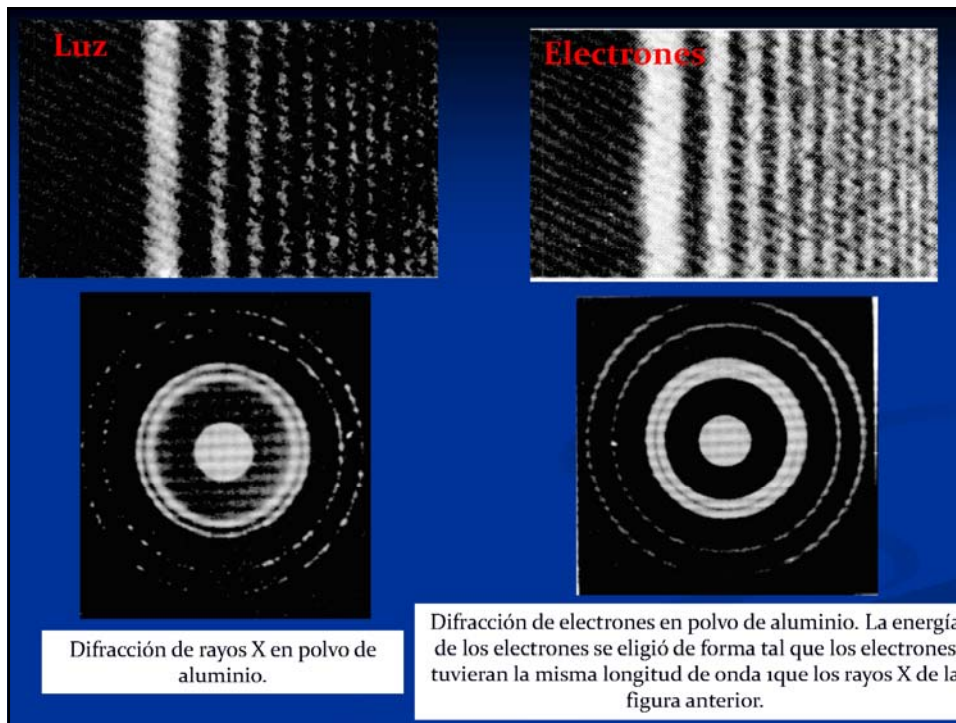 Luz
Electrones
Difracción de rayos X en polvo de
aluminio.
Difracción de electrones en polvo de aluminio. La energía
de los electrones se eligió de forma tal que los electrones
tuvieran la misma longitud de onda 1que los rayos X de la
figura anterior.